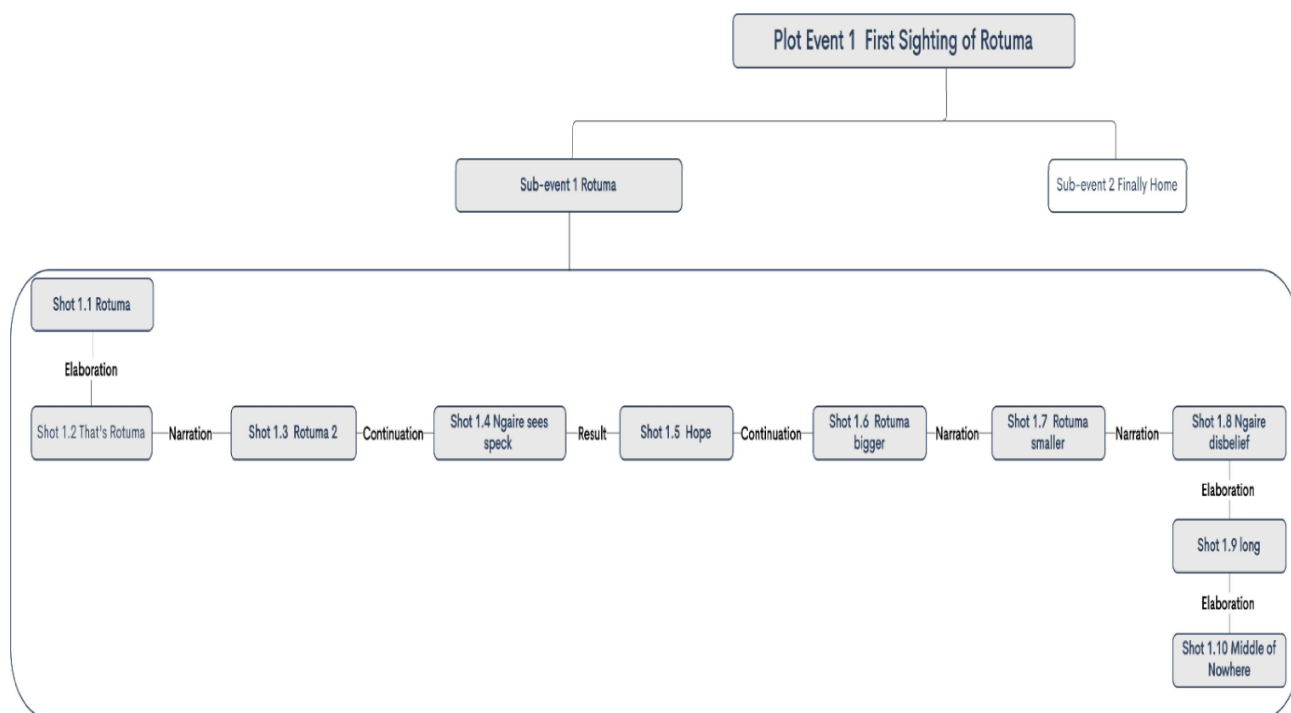 Plot Event 1 First Sighting of Rotuma
Sub-event 1 Rotuma
Sub-event 2 Finally Home
Shot 1.1 Rotuma
Elaboration
Shot 1.2 That's Rotuma
Narration
Shot 1.3 Rotuma 2
Continuation
Shot 1.4 Ngaire sees
speck
Result
Shot 1.5 Hope
Continuation
Shot 1.6 Rotuma
bigger
Narration
Shot 1.7 Rotuma
smaller
Narration
Shot 1.8 Ngaire
disbelief
Elaboration
Shot 1.9 long
Elaboration
Shot 1.10 Middle of
Nowhere